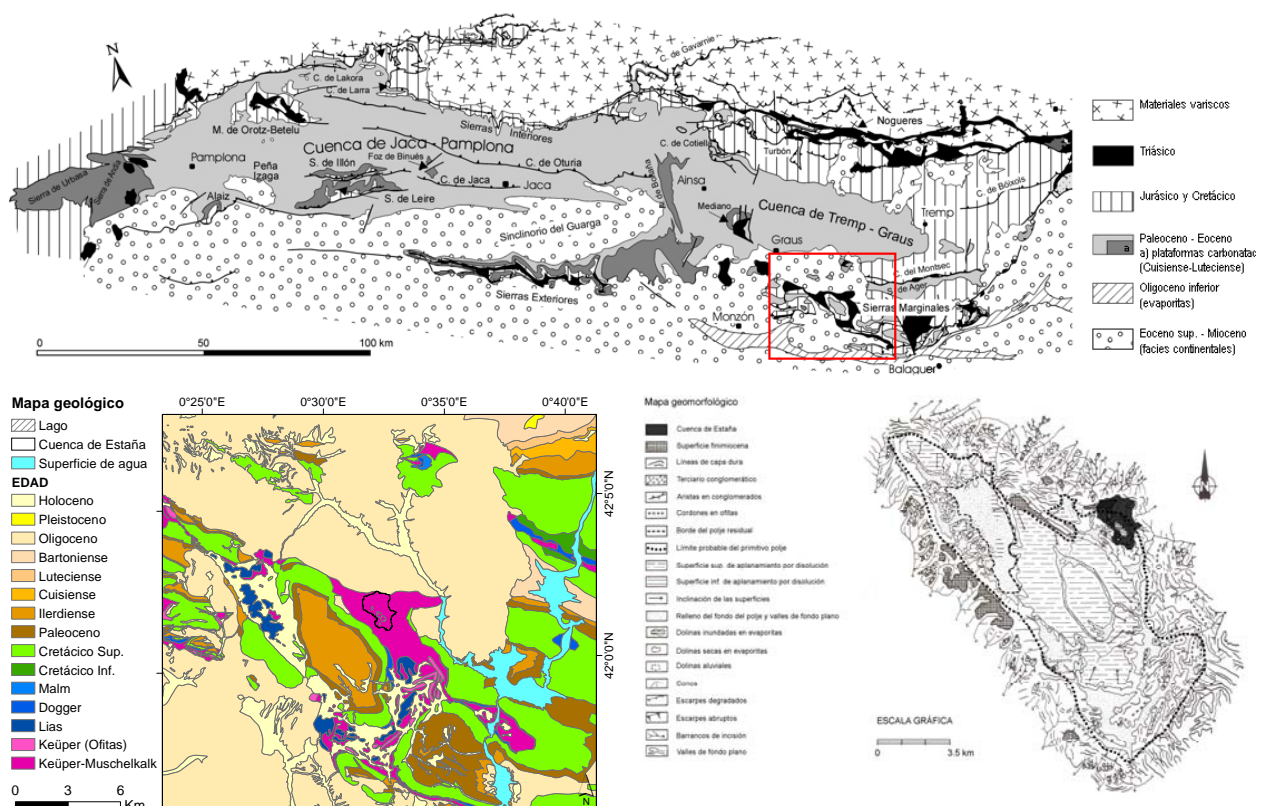 N
C. de Gavarnie
C. de Lakora
C. de Larra
Sierras Interiores
Nogueres
M. de Orotz-Betelu
Cuenca de Jaca - Pamplona
C. de Cotiella
Turbón
Pamplona
Peña
Izaga
S. de Illón
Foz de Binués
C. de Oturia
C. de Bóixols
Sierra de Urbasa
Sierra de Andia
C. de Jaca
Jaca
Ainsa
Alaiz
S. de Leire
Mediano
Cuenca de Tremp - Graus
Tremp
Sinclinorio del Guarga
Graus
C. del Montsec
de Ager
Sierras Exteriores
Sierras Marginales
Monzón
Balaguer
0 50 100 km
Materiales variscos
Triásico
Jurásico y Cretácico
Paleoceno - Eoceno
a) plataformas carbonatac
(Cuisiense-Luteciense)
a
Oligoceno inferior
(evaporitas)
Eoceno sup. - Mioceno
(facies continentales)
Mapa geológico
Lago
Cuenca de Estaña
Superficie de agua
EDAD
Holoceno
Pleistoceno
Oligoceno
Bartoniense
Luteciense
Cuisiense
Ilerdiense
Paleoceno
Cretácico Sup.
Cretácico Inf.
Malm
Dogger
Lias
Keüper (Ofitas)
Keüper-Muschelkalk
0 3 6
Km
0°25'0"E 0°30'0"E 0°35'0"E 0°40'0"E
42°5'0"N
42°0'0"N
N
Mapa geomorfológico
Cuenca de Estaña
Superficie finimiocena
Líneas de capa dura
Terciario conglomerático
Aristas en conglomerados
Cordones en ofitas
Borde del polje residual
Límite probable del primitivo polje
Superficie sup. de aplanamiento por disolución
Superficie inf. de aplanamiento por disolución
Inclinación de las superficies
Relleno del fondo del polje y valles de fondo plano
Dolinas inundadas en evaporitas
Dolinas secas en evaporitas
Dolinas aluviales
Conos
Escarpes degradados
Escarpes abruptos
Barrancos de incisión
Valles de fondo plano
ESCALA GRÁFICA
0 3.5 km